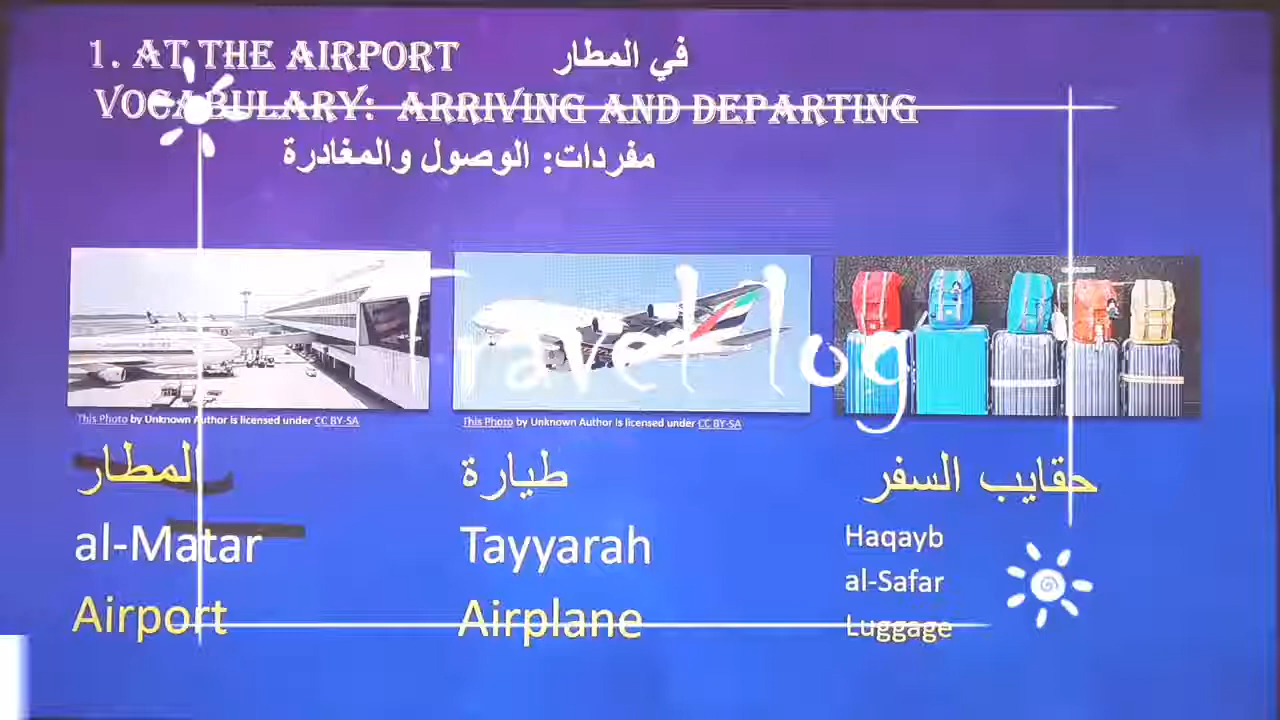 1. AT THE AIRPORT في المطار
VOCABULARY: ARRIVING AND DEPARTING
مفردات: الوصول والمغادرة
Travel log
This Photo by Unknown Author is licensed under CC BY-SA
This Photo by Unknown Author is licensed under CC BY-SA
المطار
al-Matar
Airport
طيارة
Tayyarah
Airplane
حقايب السفر
Haqayb
al-Safar
Luggage